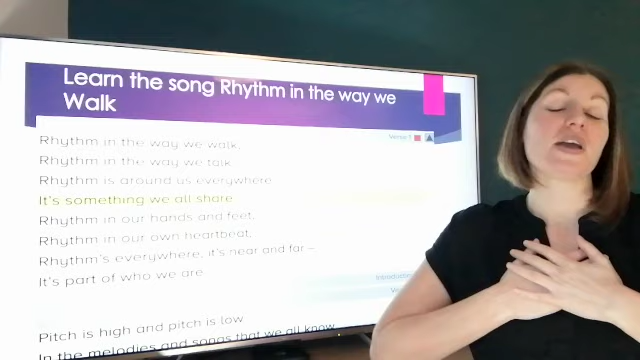 Learn the song Rhythm in the way we
Walk
Verse 1
Rhythm in the way we walk,
Rhythm in the way we talk
Rhythm is around us everywhere
It's something we all share
Rhythm in our hands and feet,
Rhythm in our own heartbeat,
Rhythm's everywhere, it's near and far –
It's part of who we are
Introduction
Pitch is high and pitch is low
In the melodies and songs that we all know